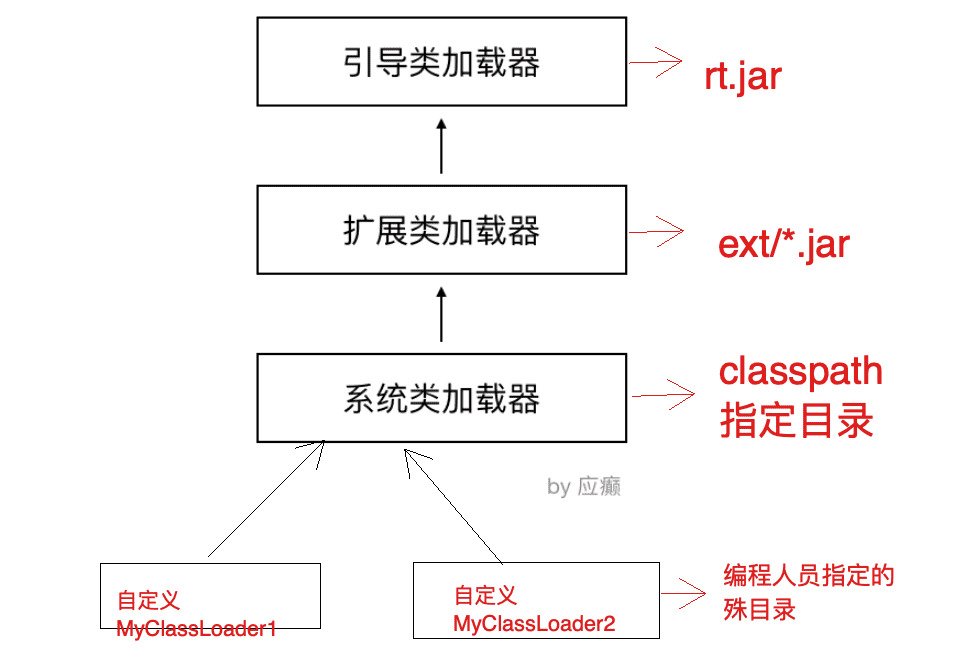 引导类加载器
rt.jar
扩展类加载器
ext/*.jar
系统类加载器
classpath
指定目录
by 应癫
自定义
MyClassLoader1
自定义
MyClassLoader2
编程人员指定的
殊目录